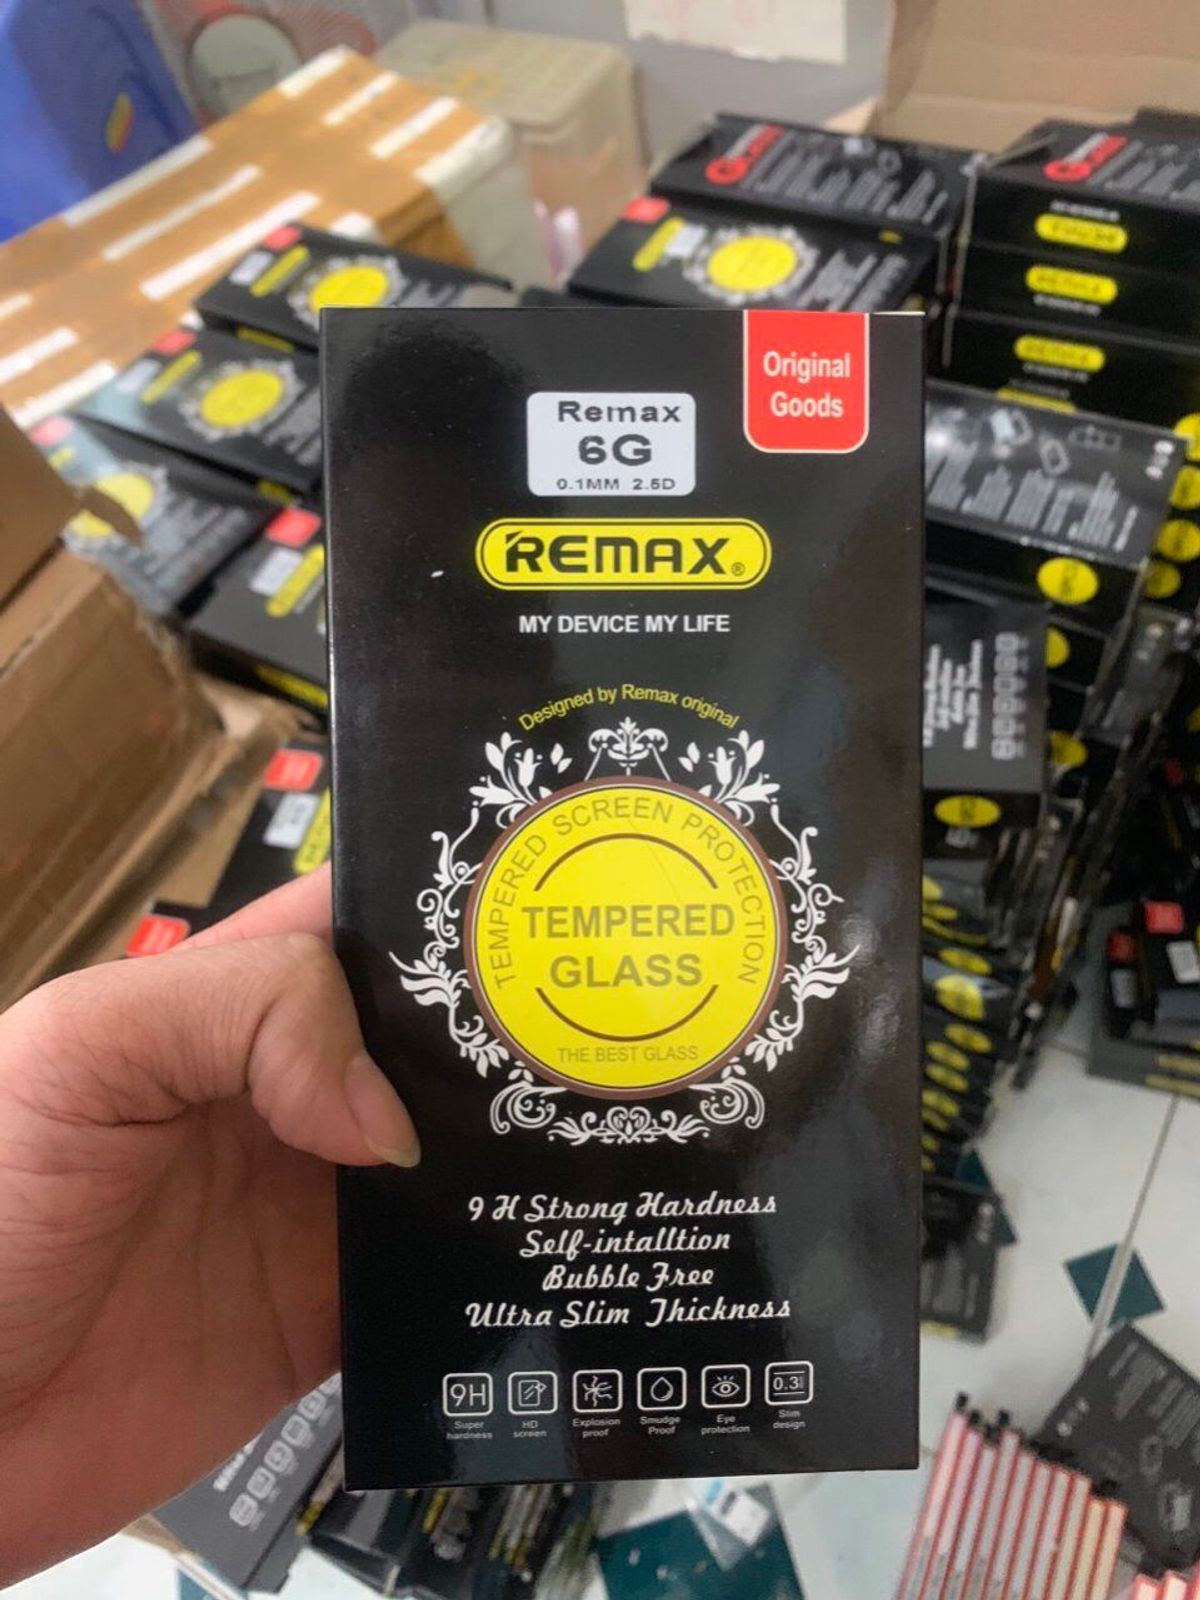 Original
Goods
Remax
6G
0.1MM 2.5D
REMAX®
MY DEVICE MY LIFE
Designed by Remax original
TEMPERED SCREEN PROTECTION
TEMPERED
GLASS
THE BEST GLASS
9H Strong Hardness
Self-intalltion
Bubble Free
Ultra Slim Thickness
9H
0.3
Super hardness
HD screen
Explosion proof
Smudge Proof
Eye protection
Slim design